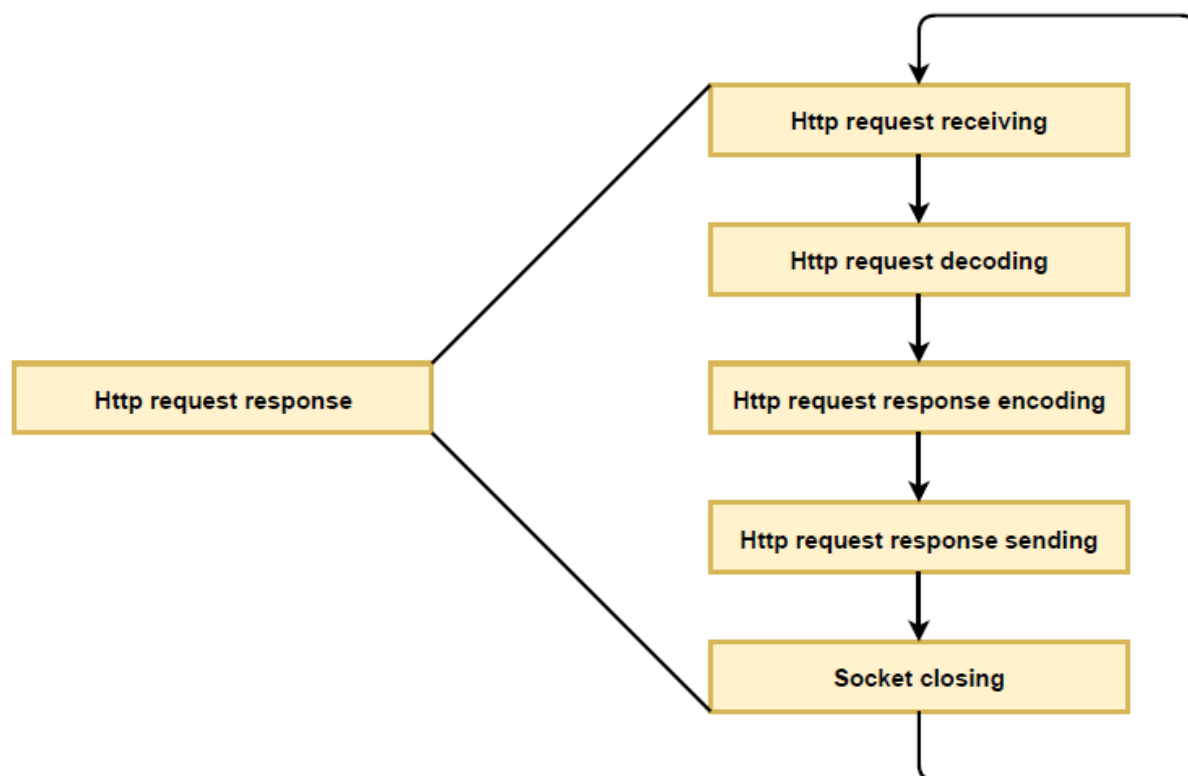 Http request receiving
Http request decoding
Http request response
Http request response encoding
Http request response sending
Socket closing